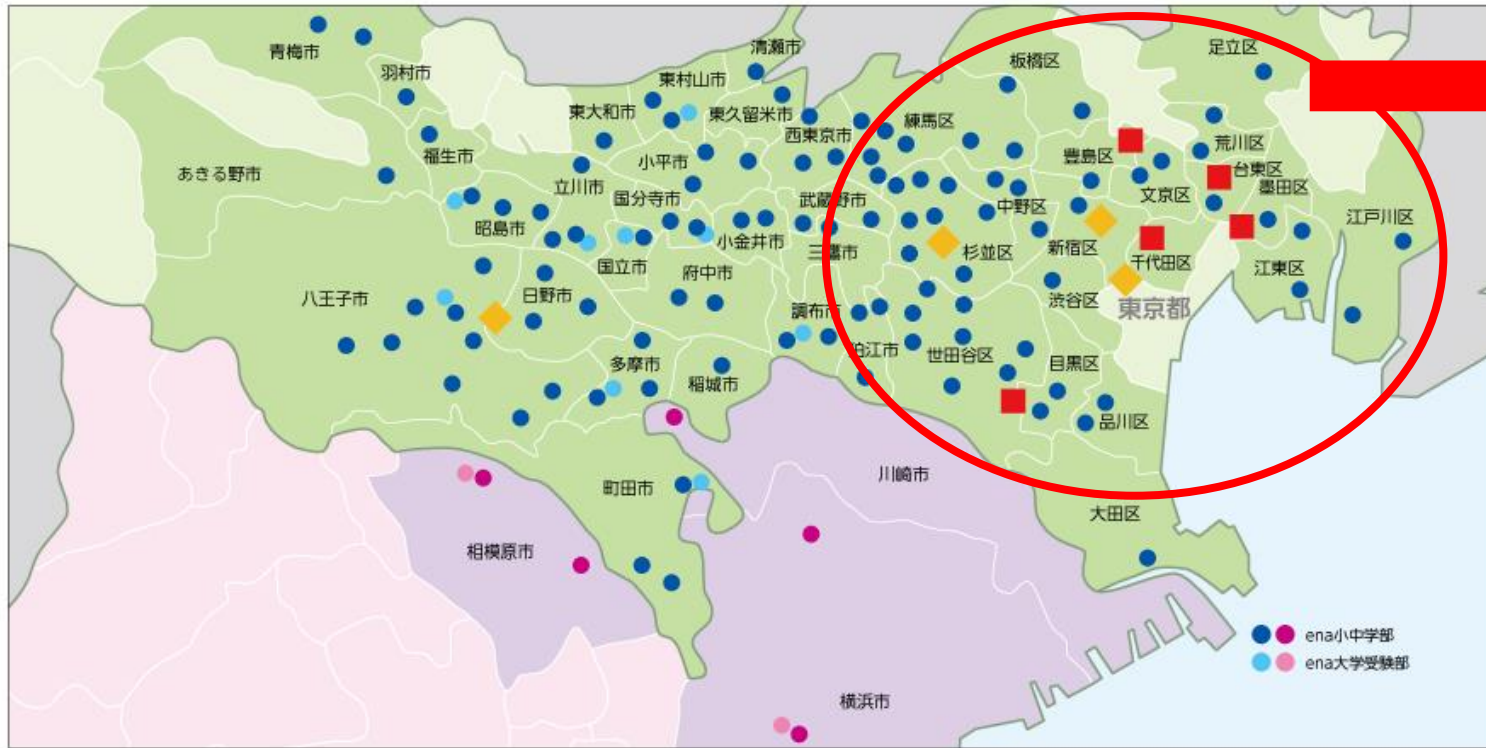 青梅市
羽村市
福生市
あきる野市
清瀬市
東村山市
東大和市
東久留米市
西東京市
小平市
立川市
国分寺市
武蔵野市
昭島市
小金井市
三鷹市
国立市
府中市
八王子市
日野市
調布市
狛江市
多摩市
稲城市
町田市
足立区
板橋区
練馬区
豊島区
荒川区
台東区
墨田区
文京区
中野区
江戸川区
新宿区
杉並区
千代田区
江東区
渋谷区
東京都
世田谷区
目黒区
品川区
大田区
川崎市
相模原市
横浜市
ena小中学部
ena大学受験部